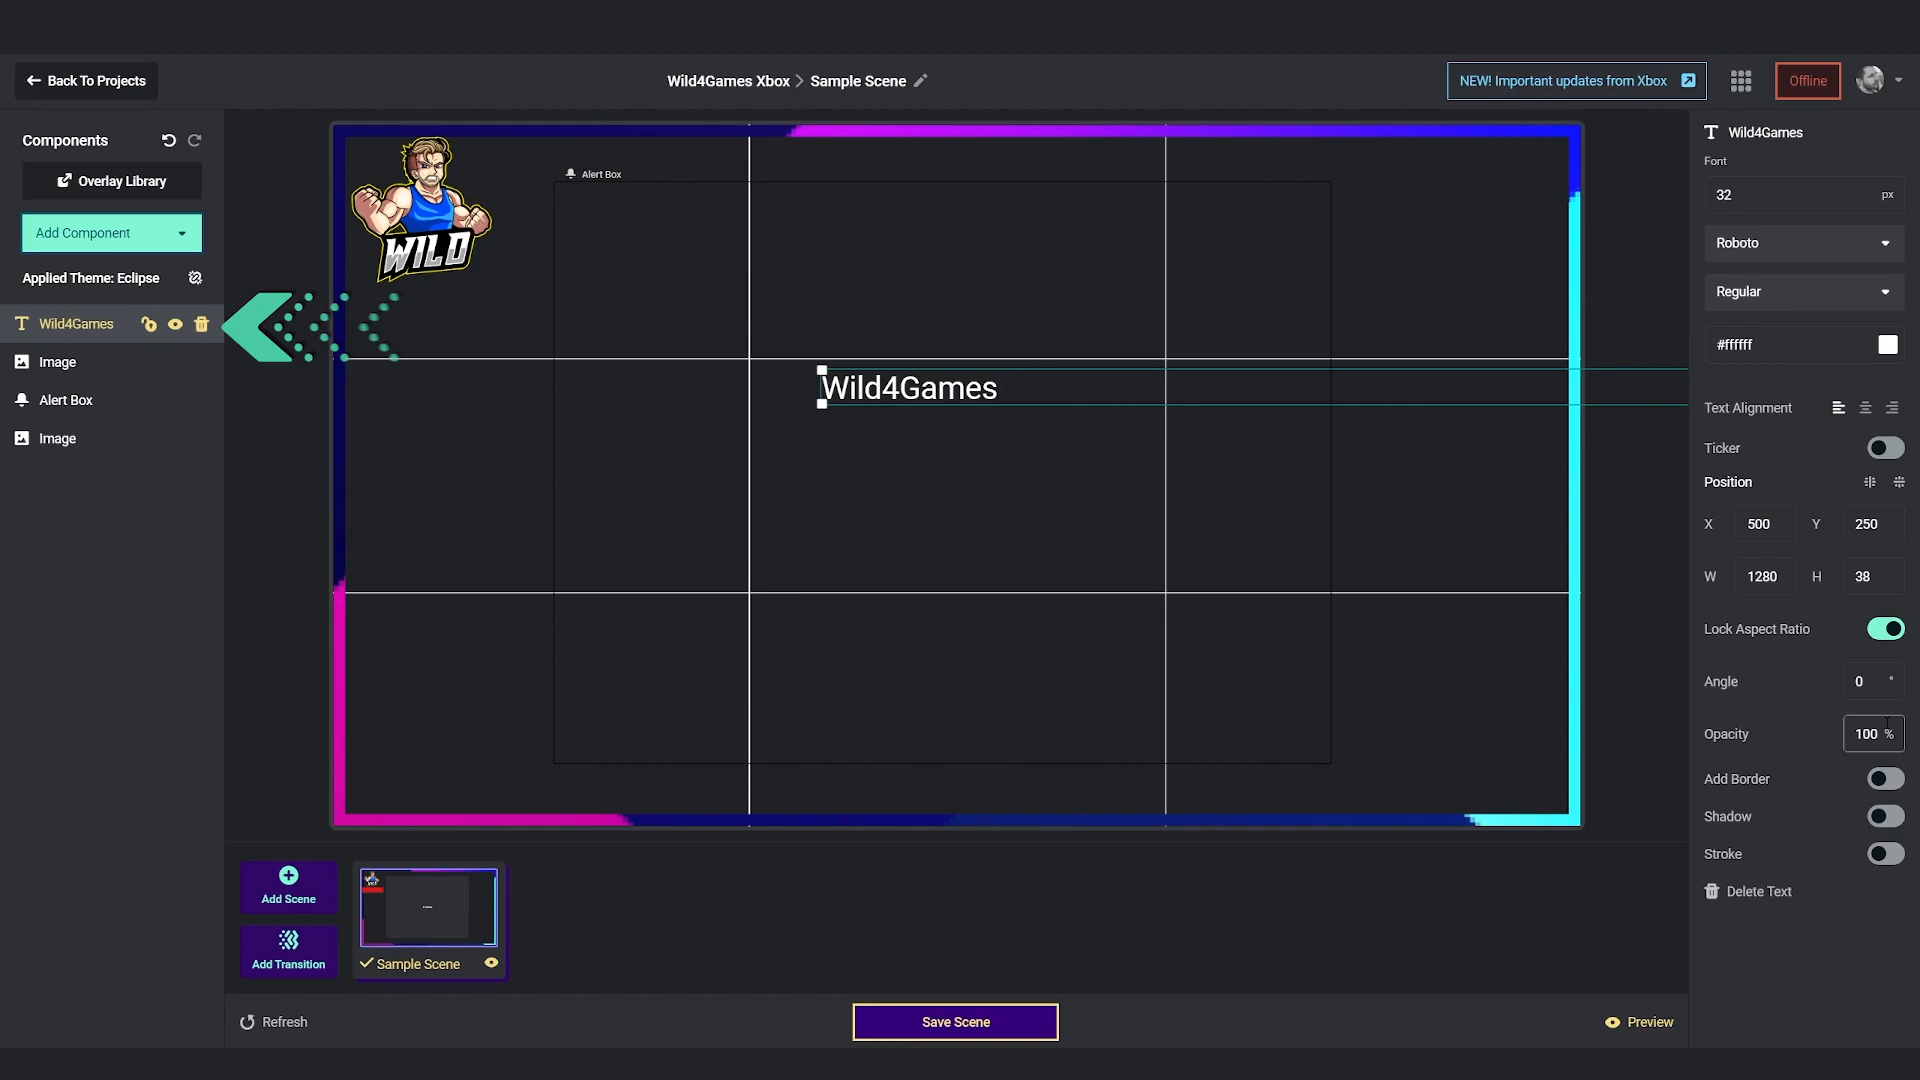 Back To Projects
Wild4Games Xbox > Sample Scene
NEW! Important updates from Xbox
Offline
Components
Overlay Library
Add Component
Applied Theme: Eclipse
Wild4Games
Image
Alert Box
Image
WILD
Alert Box
Wild4Games
Wild4Games
Font
32 px
Roboto
Regular
#ffffff
Text Alignment
Ticker
Position
X 500 Y 250
W 1280 H 38
Lock Aspect Ratio
Angle 0 °
Opacity 100 %
Add Border
Shadow
Stroke
Delete Text
Add Scene
Add Transition
Sample Scene
Refresh
Save Scene
Preview